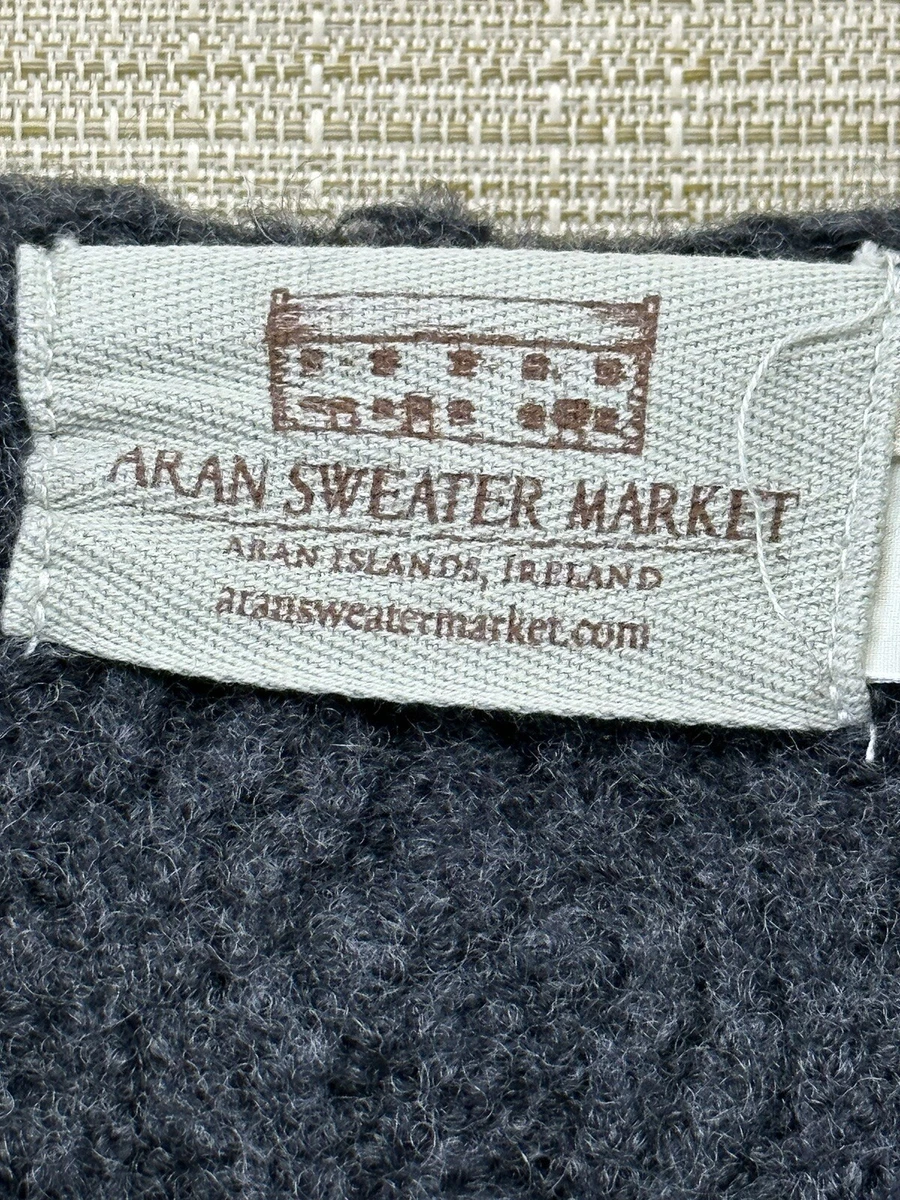 ARAN SWEATER MARKET
ARAN ISLANDS, IRELAND
aransweatermarket.com